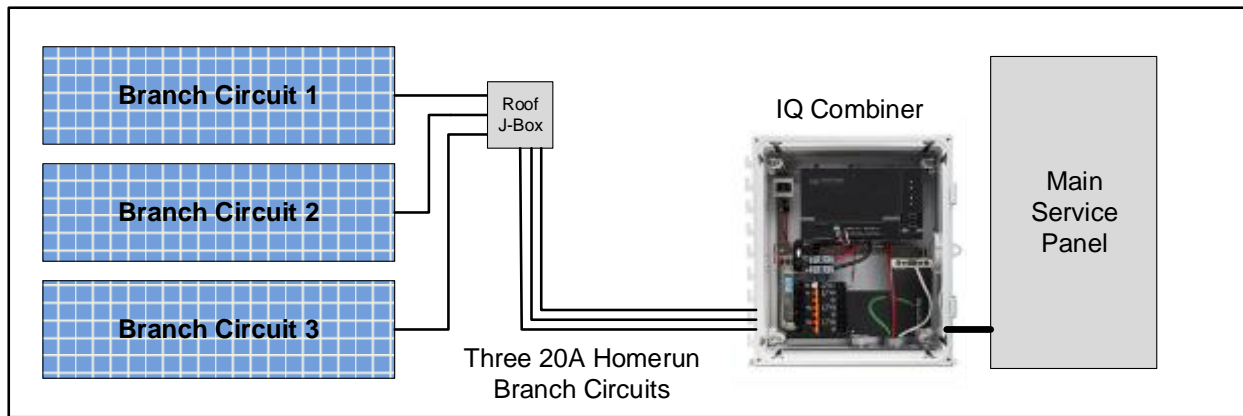 Branch Circuit 1
Branch Circuit 2
Branch Circuit 3
Roof
J-Box
Three 20A Homerun
Branch Circuits
IQ Combiner
Main
Service
Panel